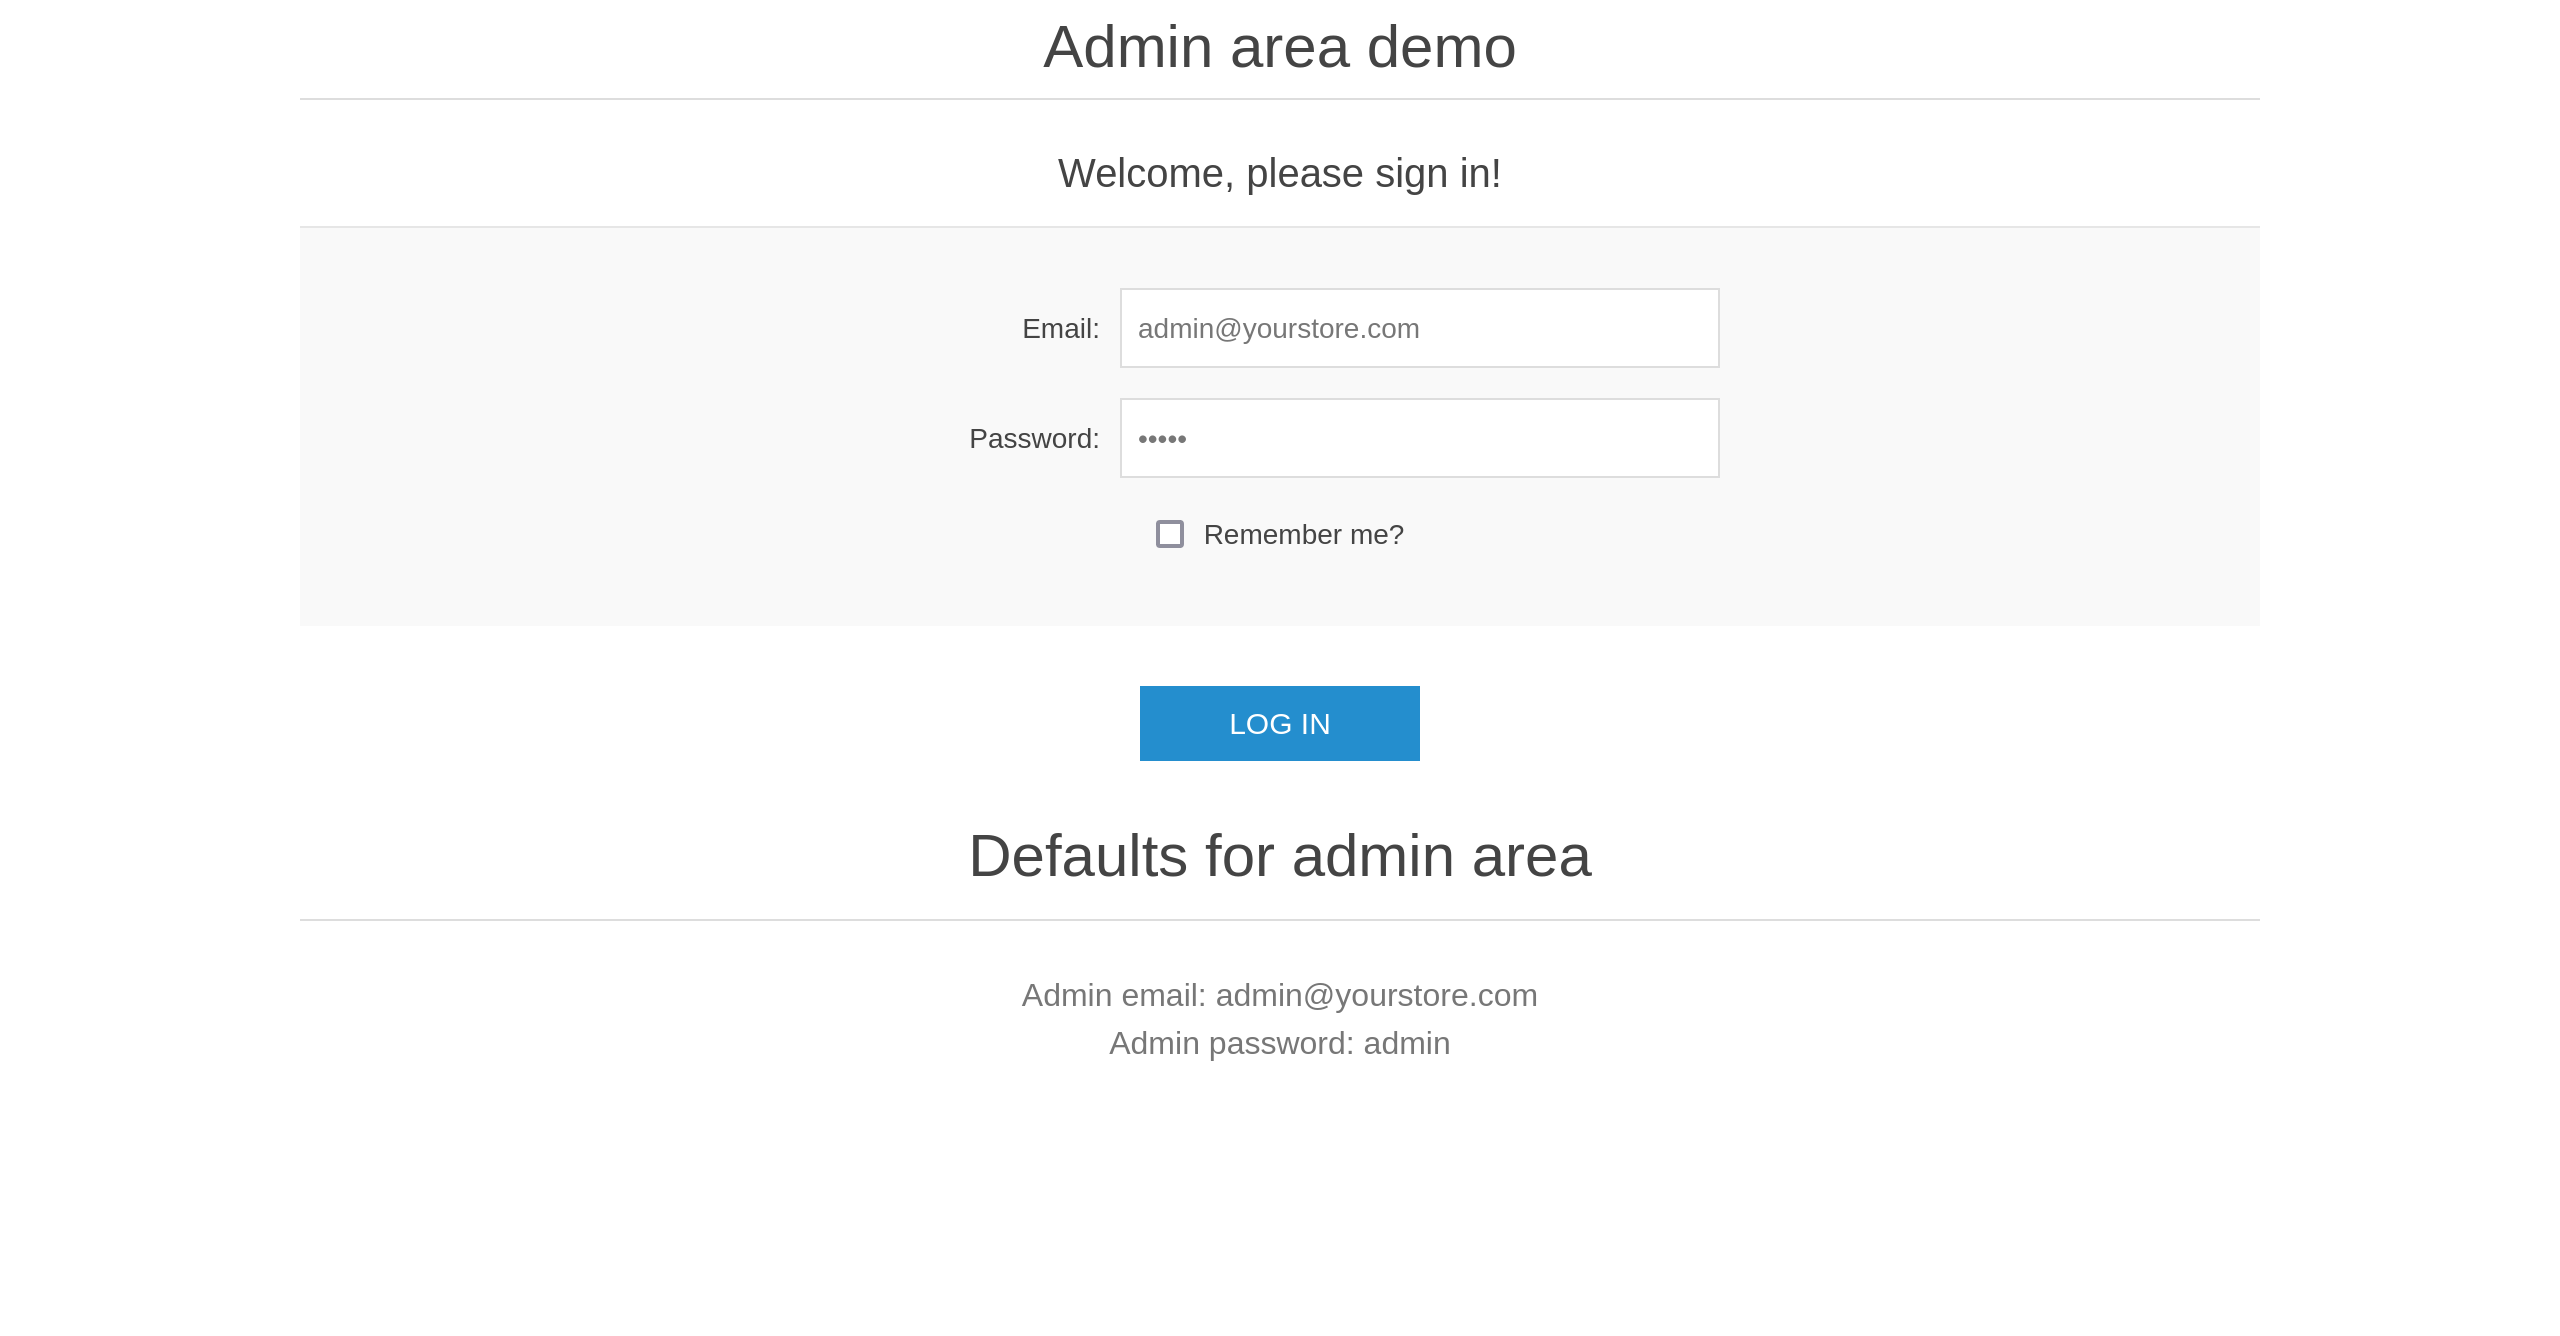 Admin area demo
Welcome, please sign in!
Email: admin@yourstore.com
Password: •••••
Remember me?
LOG IN
Defaults for admin area
Admin email: admin@yourstore.com
Admin password: admin